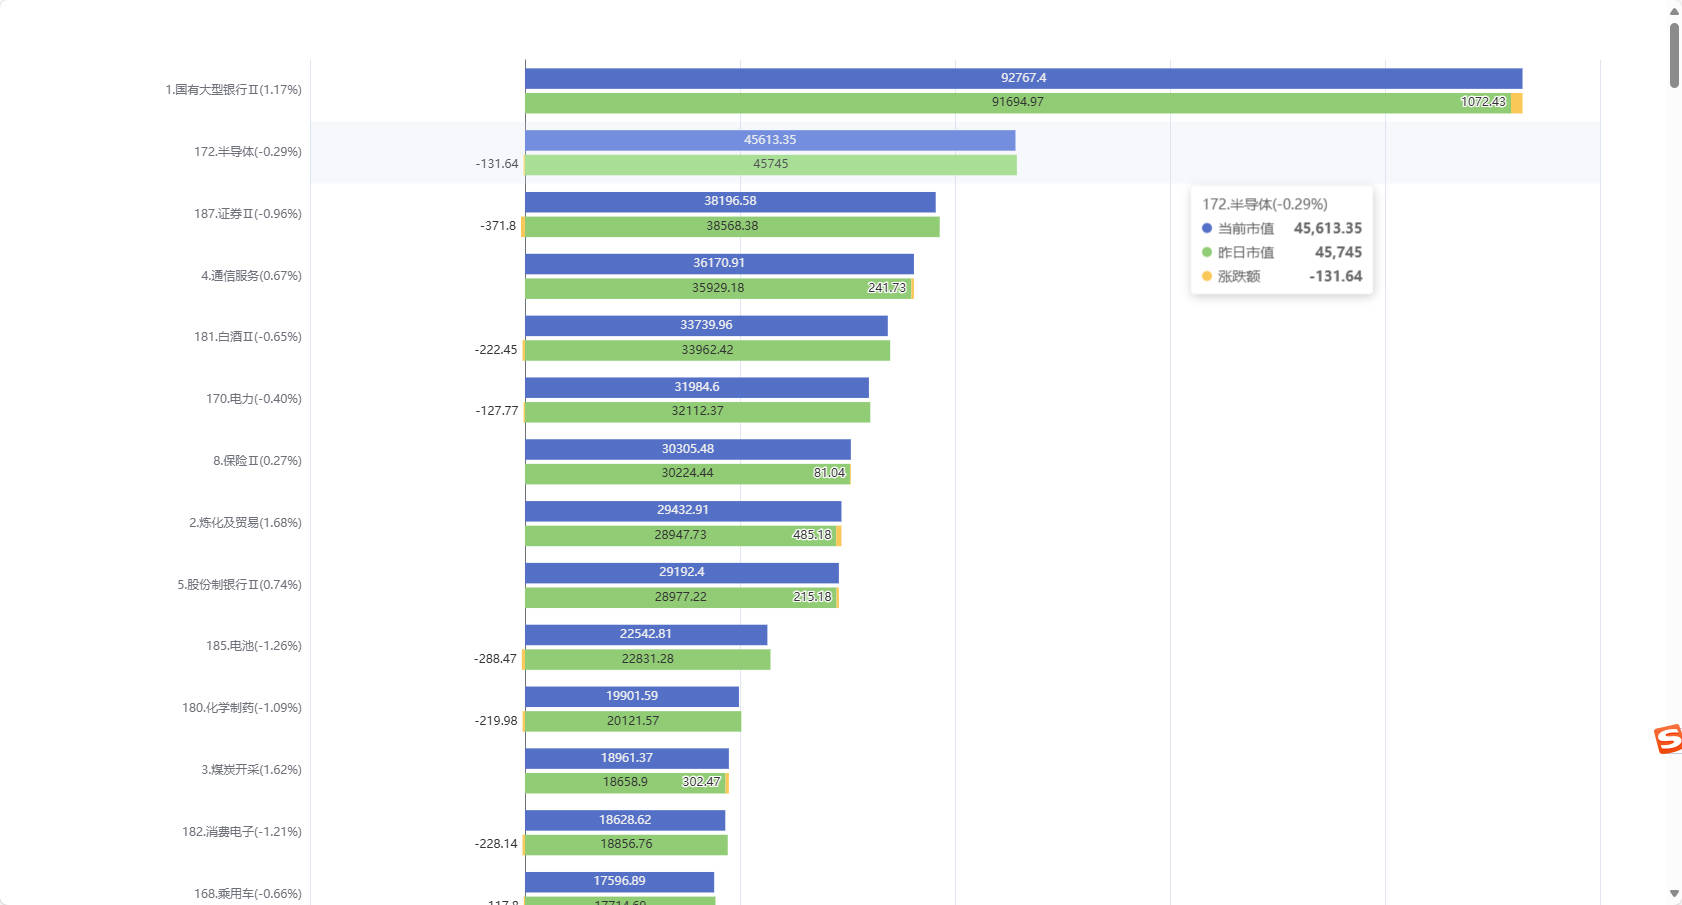 1.国有大型银行Ⅱ(1.17%)
92767.4
91694.97
1072.43
172.半导体(-0.29%)
45613.35
-131.64
45745
187.证券Ⅱ(-0.96%)
38196.58
-371.8
38568.38
172.半导体(-0.29%)
当前市值 45,613.35
昨日市值 45,745
涨跌额 -131.64
4.通信服务(0.67%)
36170.91
35929.18
241.73
181.白酒Ⅱ(-0.65%)
33739.96
-222.45
33962.42
170.电力(-0.40%)
31984.6
-127.77
32112.37
8.保险Ⅱ(0.27%)
30305.48
30224.44
81.04
2.炼化及贸易(1.68%)
29432.91
28947.73
485.18
5.股份制银行Ⅱ(0.74%)
29192.4
28977.22
215.18
185.电池(-1.26%)
22542.81
-288.47
22831.28
180.化学制药(-1.09%)
19901.59
-219.98
20121.57
3.煤炭开采(1.62%)
18961.37
18658.9
302.47
182.消费电子(-1.21%)
18628.62
-228.14
18856.76
168.乘用车(-0.66%)
17596.89
-117.8
17714.69
S